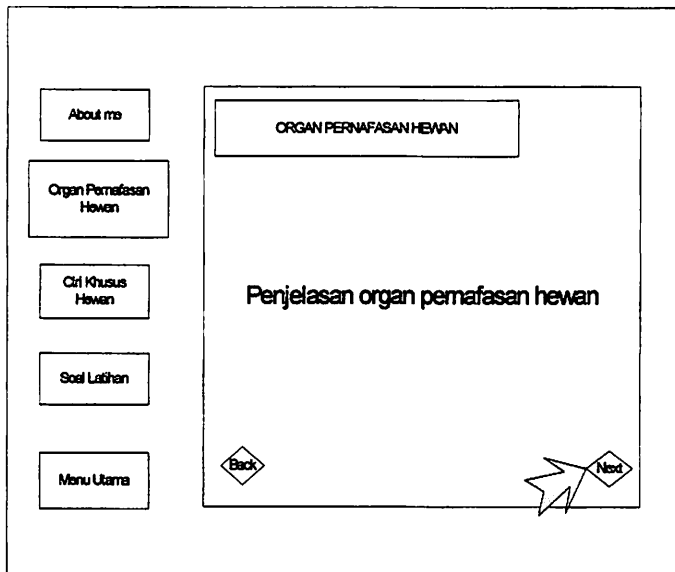 About me
Organ Pernafasan
Hewan
Ciri Khusus
Hewan
Soal Latihan
Menu Utama
ORGAN PERNAFASAN HEWAN
Penjelasan organ pernafasan hewan
Back
Next